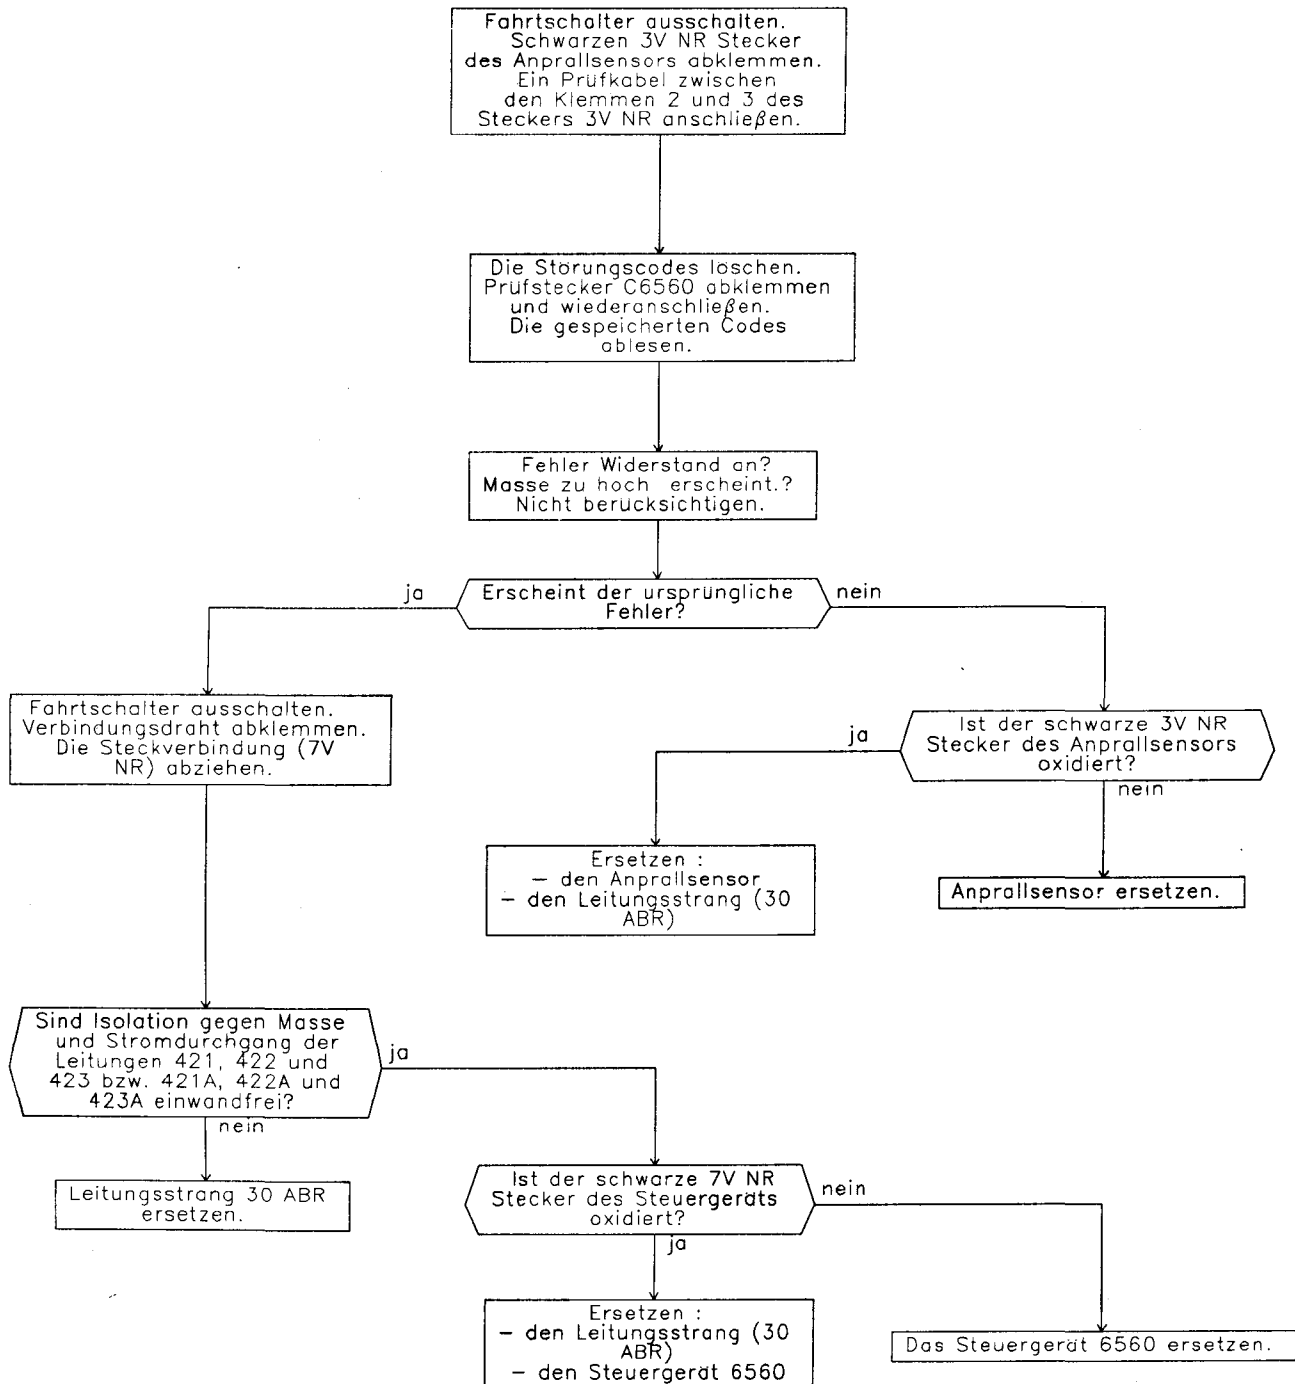 Fahrtschalter ausschalten.
Schwarzen 3V NR Stecker
des Anprallsensors abklemmen.
Ein Prüfkabel zwischen
den Klemmen 2 und 3 des
Steckers 3V NR anschließen.
Die Störungscodes löschen.
Prüfstecker C6560 abklemmen
und wiederanschließen.
Die gespeicherten Codes
ablesen.
Fehler Widerstand an?
Masse zu hoch erscheint.?
Nicht berücksichtigen.
ja
Erscheint der ursprüngliche
Fehler?
nein
Fahrtschalter ausschalten.
Verbindungsdraht abklemmen.
Die Steckverbindung (7V
NR) abziehen.
ja
Ist der schwarze 3V NR
Stecker des Anprallsensors
oxidiert?
nein
Ersetzen :
– den Anprallsensor
– den Leitungsstrang (30
ABR)
Anprallsensor ersetzen.
Sind Isolation gegen Masse
und Stromdurchgang der
Leitungen 421, 422 und
423 bzw. 421A, 422A und
423A einwandfrei?
ja
nein
Leitungsstrang 30 ABR
ersetzen.
Ist der schwarze 7V NR
Stecker des Steuergeräts
oxidiert?
nein
ja
Ersetzen :
– den Leitungsstrang (30
ABR)
– den Steuergerät 6560
Das Steuergerät 6560 ersetzen.